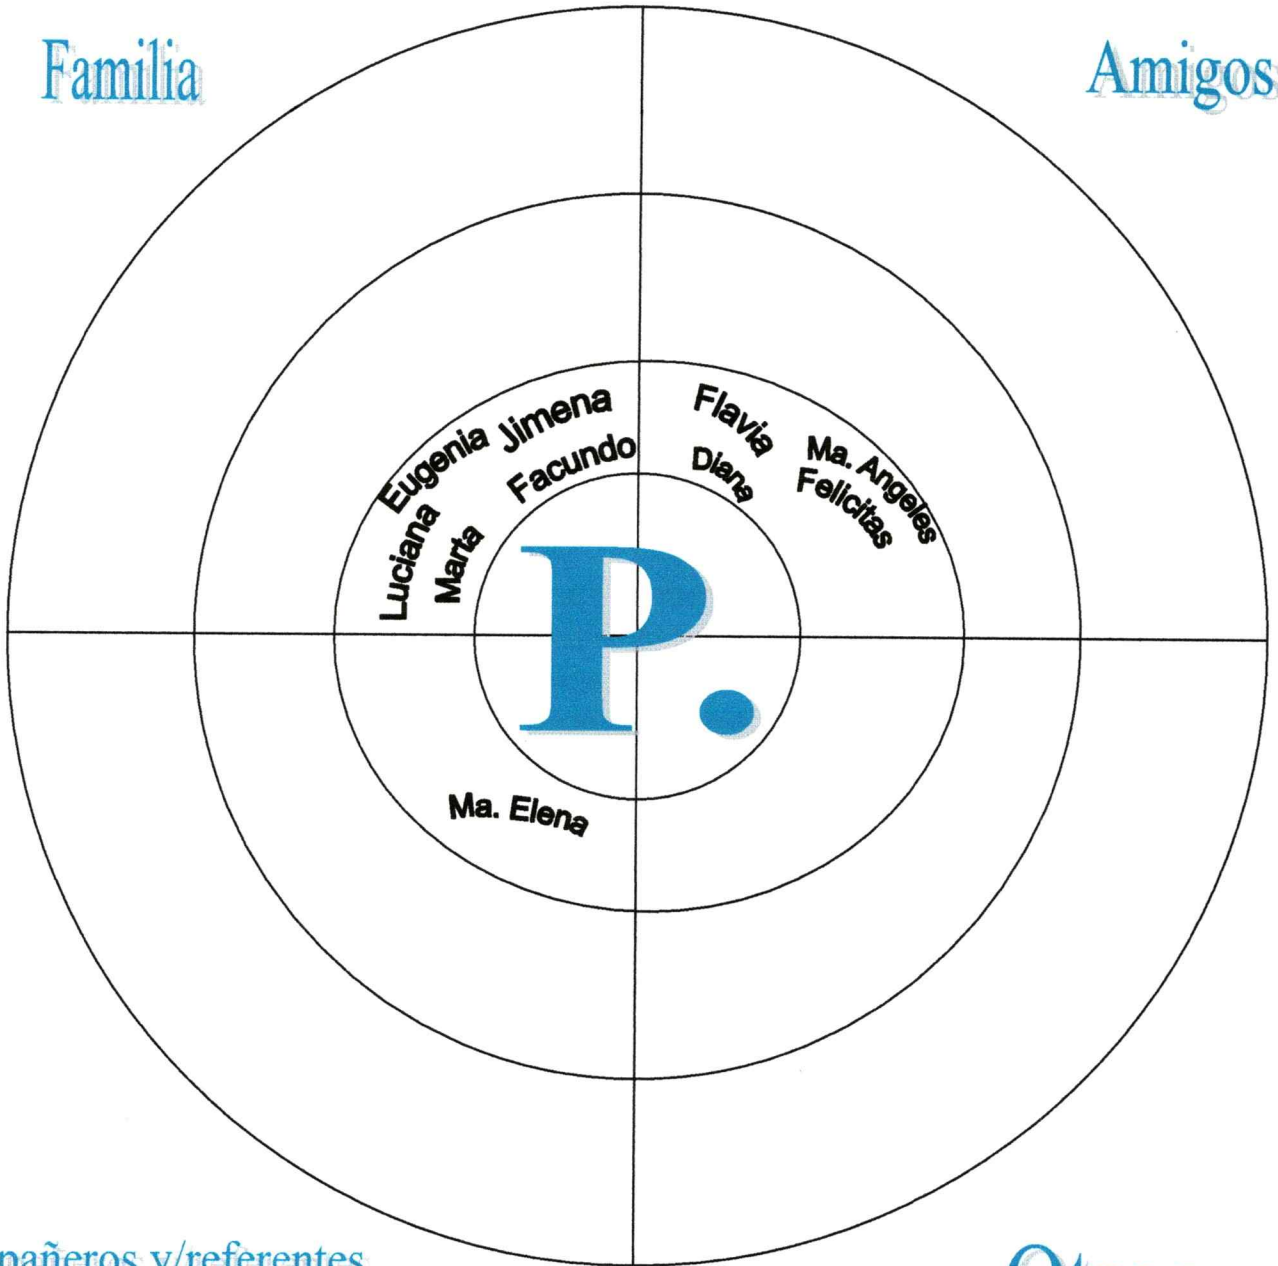 Familia
Amigos
Jimena
Eugenia
Facundo
Luciana
Marta
Flavia
Diana
Ma. Angeles
Felicitas
P.
Ma. Elena
pañeros y/referentes